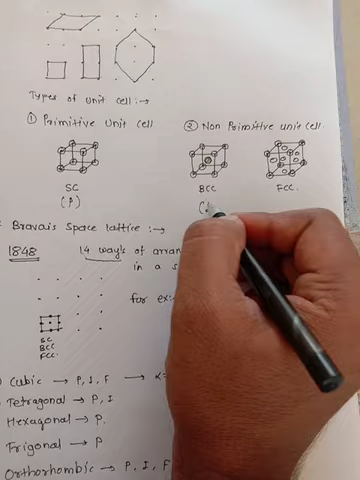 Types of Unit cell:→
① Primitive Unit cell
② Non Primitive unit cell.
SC
BCC
FCC.
(P)
Bravais Space lattice :→
1848
14 way's of arran
in a s
for ex:-
SC
BCC
FCC.
Cubic → P, I, F →
Tetragonal → P, I
Hexagonal → P.
Trigonal → P
Orthorhombic → P, I, F